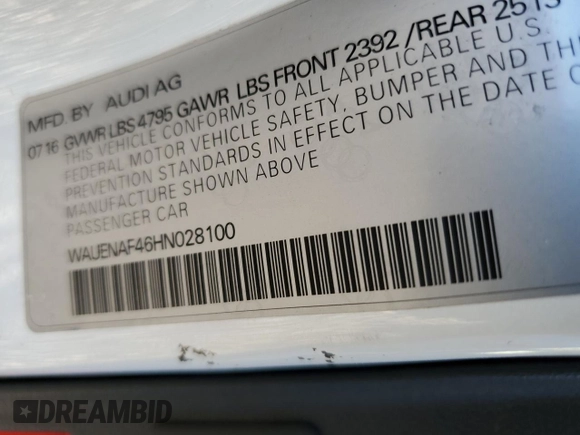 MFD. BY AUDI AG
07 16 GVWR LBS 4795 GAWR LBS FRONT 2392 /REAR 2513
THIS VEHICLE CONFORMS TO ALL APPLICABLE U.S.
FEDERAL MOTOR VEHICLE SAFETY, BUMPER AND
PREVENTION STANDARDS IN EFFECT ON THE DATE
MANUFACTURE SHOWN ABOVE
PASSENGER CAR
WAUENAF46HN028100
DREAMBID